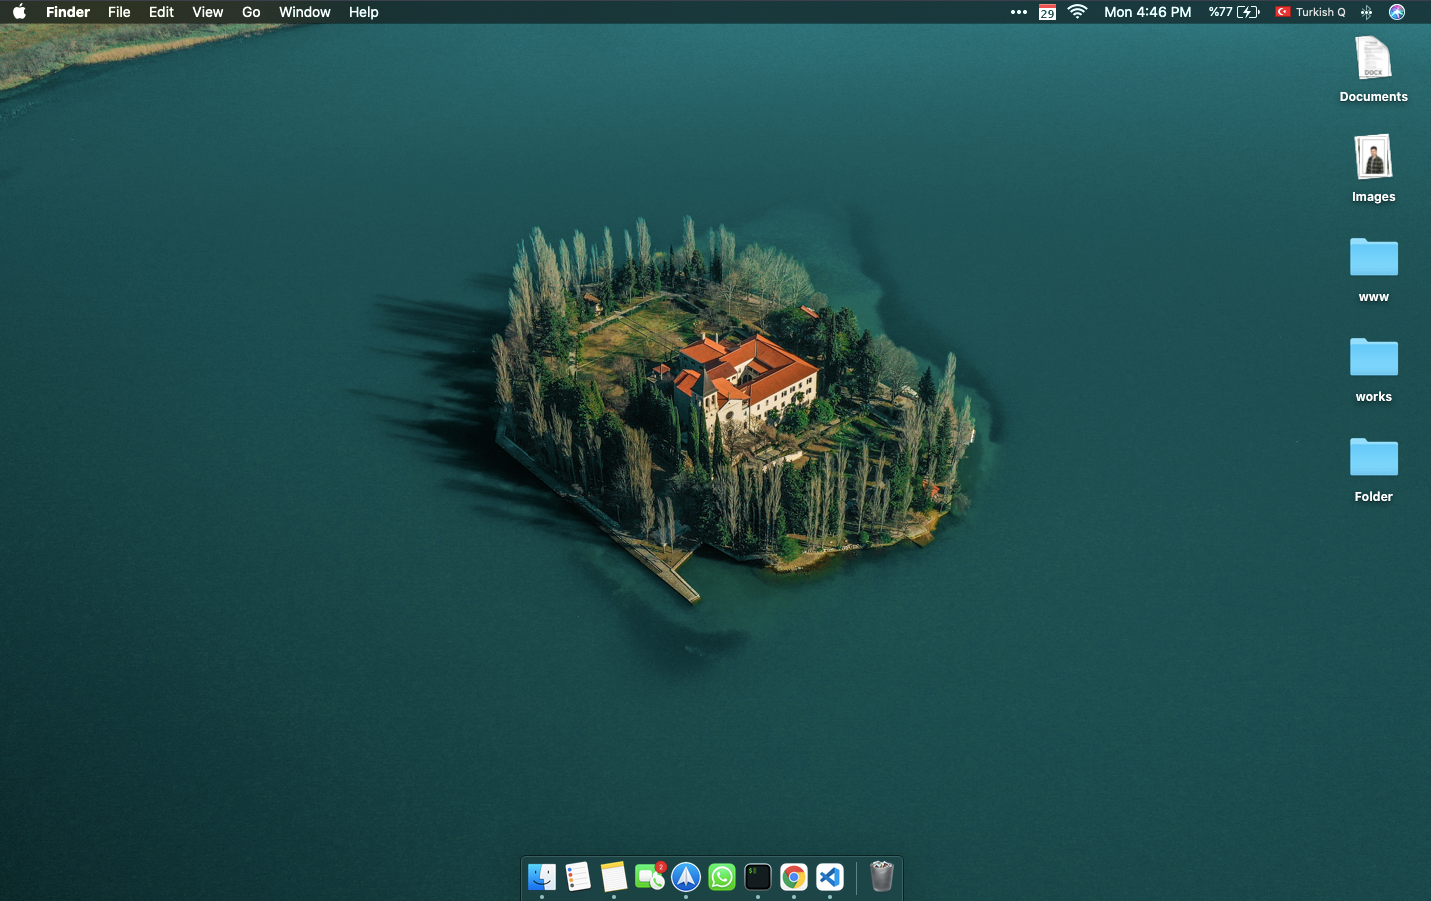 Finder File Edit View Go Window Help
29 Mon 4:46 PM %77 Turkish Q
DOCX
Documents
Images
www
works
Folder
2
$